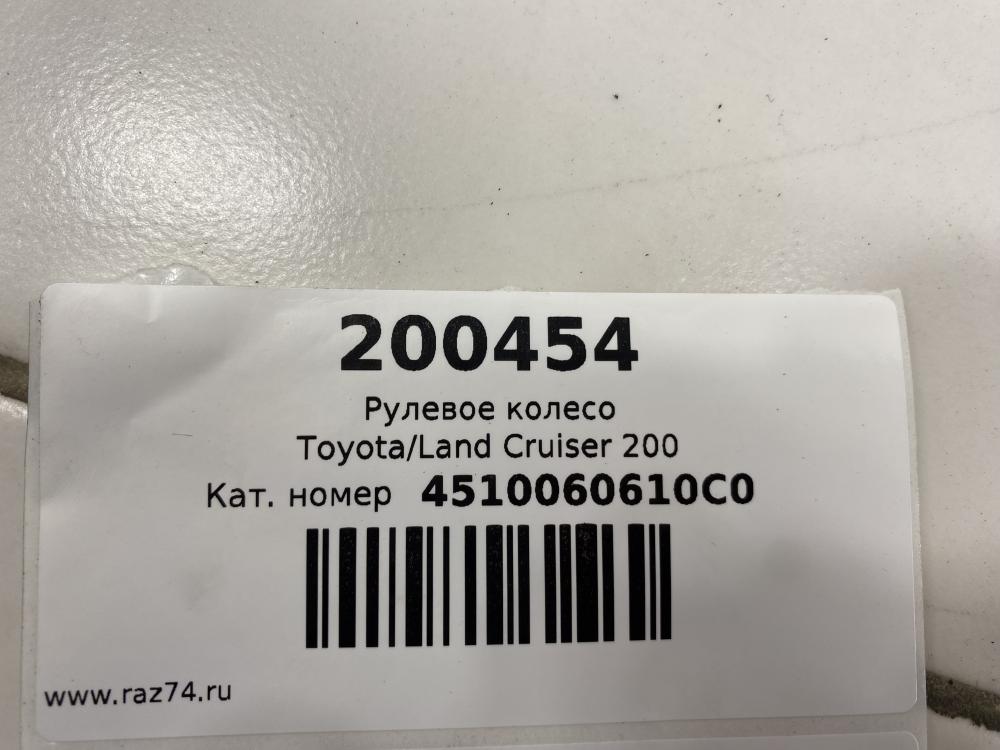 200454
Рулевое колесо
Toyota/Land Cruiser 200
Кат. номер 4510060610C0
www.raz74.ru